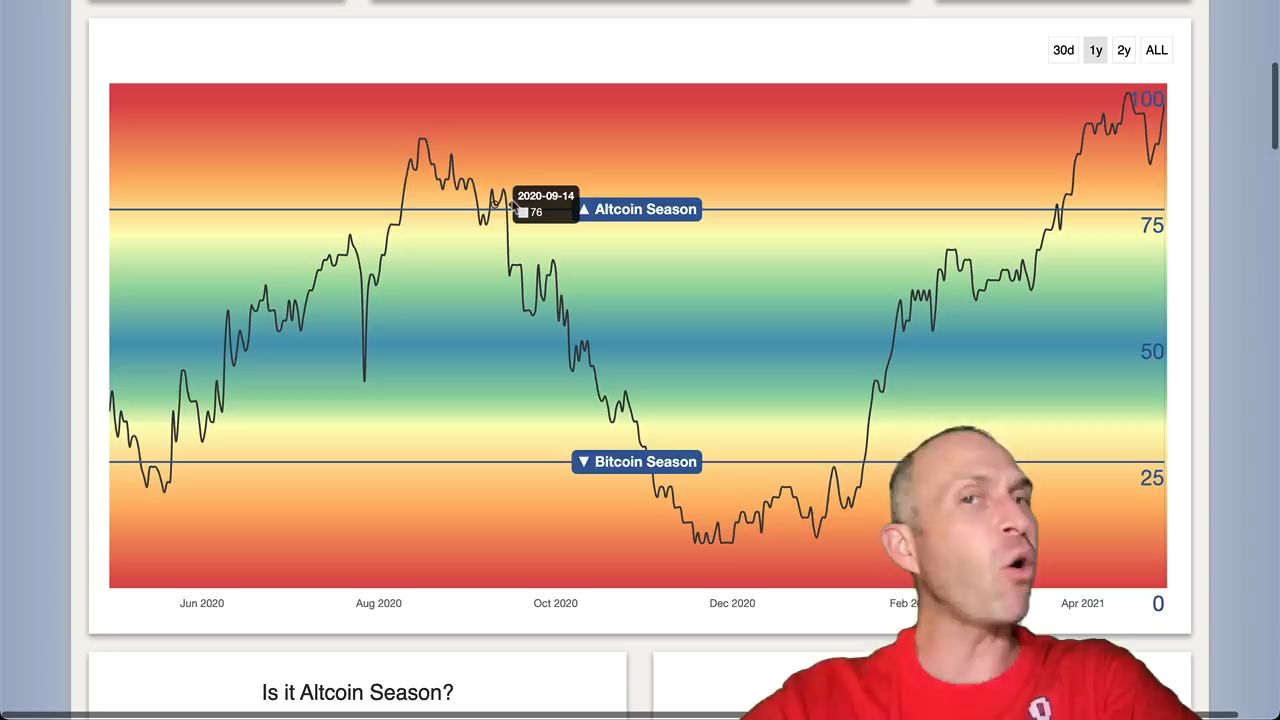 30d 1y 2y ALL
100
2020-09-14
76
▲ Altcoin Season
75
50
▼ Bitcoin Season
25
Jun 2020 Aug 2020 Oct 2020 Dec 2020 Feb Apr 2021 0
Is it Altcoin Season?